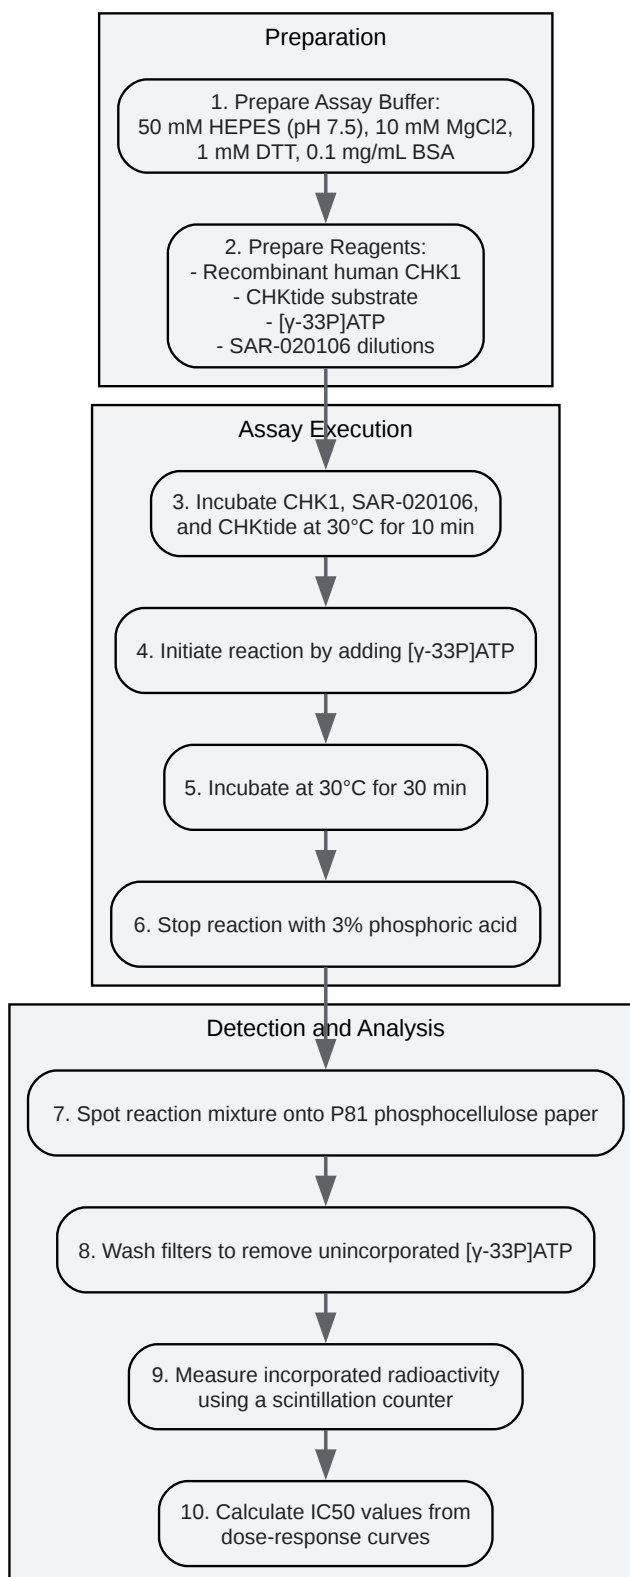 Preparation
1. Prepare Assay Buffer:
50 mM HEPES (pH 7.5), 10 mM MgCl2,
1 mM DTT, 0.1 mg/mL BSA
2. Prepare Reagents:
- Recombinant human CHK1
- CHKtide substrate
- [γ-33P]ATP
- SAR-020106 dilutions
Assay Execution
3. Incubate CHK1, SAR-020106,
and CHKtide at 30°C for 10 min
4. Initiate reaction by adding [γ-33P]ATP
5. Incubate at 30°C for 30 min
6. Stop reaction with 3% phosphoric acid
Detection and Analysis
7. Spot reaction mixture onto P81 phosphocellulose paper
8. Wash filters to remove unincorporated [γ-33P]ATP
9. Measure incorporated radioactivity
using a scintillation counter
10. Calculate IC50 values from
dose-response curves